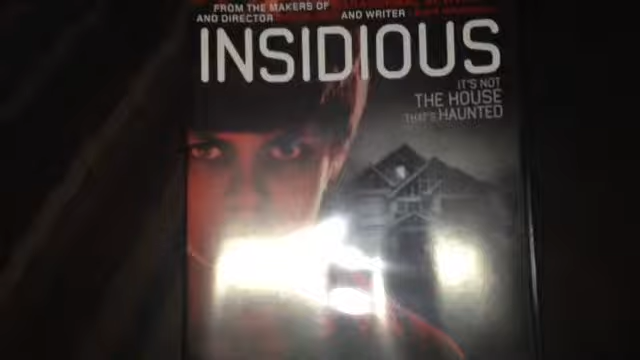 FROM THE MAKERS OF
AND DIRECTOR AND WRITER
INSIDIOUS
IT'S NOT
THE HOUSE
THAT'S HAUNTED